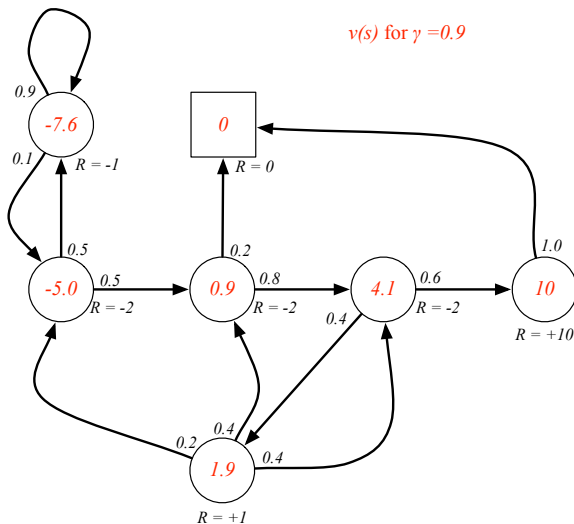 v(s) for γ =0.9
0.9
-7.6
0
0.1
R = -1
R = 0
0.5
0.2
1.0
-5.0
0.5
0.9
0.8
4.1
0.6
10
R = -2
R = -2
0.4
R = -2
R = +10
0.2
0.4
0.4
1.9
R = +1